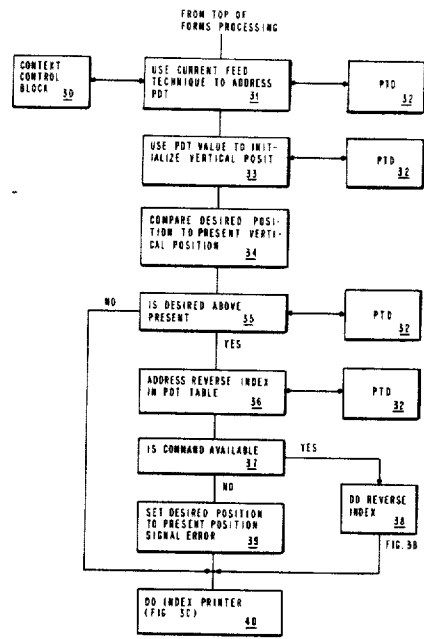 FROM TOP OF
FORMS PROCESSING
CONTEXT
CONTROL
BLOCK 30
USE CURRENT FEED
TECHNIQUE TO ADDRESS
PDT 31
PTD
32
USE PDT VALUE TO INIT-
IALIZE VERTICAL POSIT
33
PTD
32
COMPARE DESIRED POSI-
TION TO PRESENT VERTI-
CAL POSITION 34
NO
IS DESIRED ABOVE
PRESENT 35
PTD
32
YES
ADDRESS REVERSE INDEX
IN PDT TABLE
36
PTD
32
IS COMMAND AVAILABLE
37
YES
NO
SET DESIRED POSITION
TO PRESENT POSITION
SIGNAL ERROR 39
DO REVERSE
INDEX
38
FIG. 3B
DO INDEX PRINTER
(FIG 3C)
40